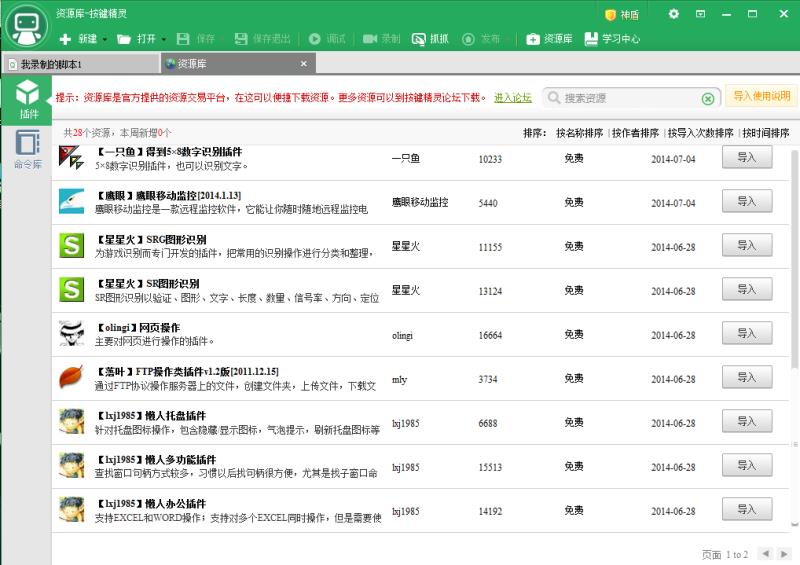 资源库-按键精灵
神盾
新建 打开 保存 保存退出 调试 录制 抓抓 发布 资源库 学习中心
我录制的脚本1 资源库 ×
插件
命令库
提示：资源库是官方提供的资源交易平台，在这可以便捷下载资源。更多资源可以到按键精灵论坛下载。 进入论坛 搜索资源 导入使用说明
共28个资源，本周新增0个 排序： 按名称排序 |按作者排序 |按导入次数排序 |按时间排序
【一只鱼】得到5×8数字识别插件
5×8数字识别插件，也可以识别文字。
一只鱼 10233 免费 2014-07-04 导入
【鹰眼】鹰眼移动监控[2014.1.13]
鹰眼移动监控是一款远程监控软件，它能让你随时随地远程监控电
鹰眼移动监控 5440 免费 2014-07-04 导入
【星星火】SRG图形识别
为游戏识别而专门开发的插件，把常用的识别操作进行分类和整理，
星星火 11155 免费 2014-06-28 导入
【星星火】SR图形识别
SR图形识别以验证、图形、文字、长度、数量、信号车、方向、定位
星星火 13124 免费 2014-06-28 导入
【olingi】网页操作
主要对网页进行操作的插件。
olingi 16664 免费 2014-06-28 导入
【落叶】FTP操作类插件v1.2版[2011.12.15]
通过FTP协议操作服务器上的文件，创建文件夹，上传文件，下载文
mly 3734 免费 2014-06-28 导入
【lxj1985】懒人托盘插件
针对托盘图标操作，包含隐藏/显示图标，气泡提示，刷新托盘图标等
lxj1985 6688 免费 2014-06-28 导入
【lxj1985】懒人多功能插件
查找窗口句柄方式较多，习惯以后找句柄很方便，尤其是找子窗口命
lxj1985 15513 免费 2014-06-28 导入
【lxj1985】懒人办公插件
支持EXCEL和WORD操作；支持对多个EXCEL同时操作，但是需要使
lxj1985 14192 免费 2014-06-28 导入
页面 1 to 2